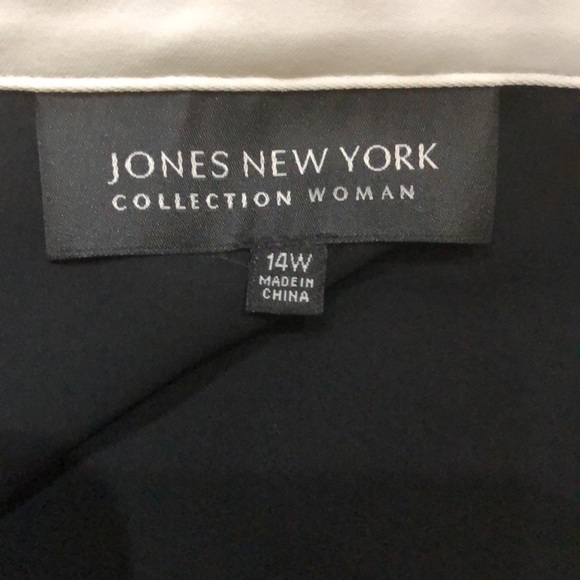 JONES NEW YORK
COLLECTION WOMAN
14W
MADE IN
CHINA